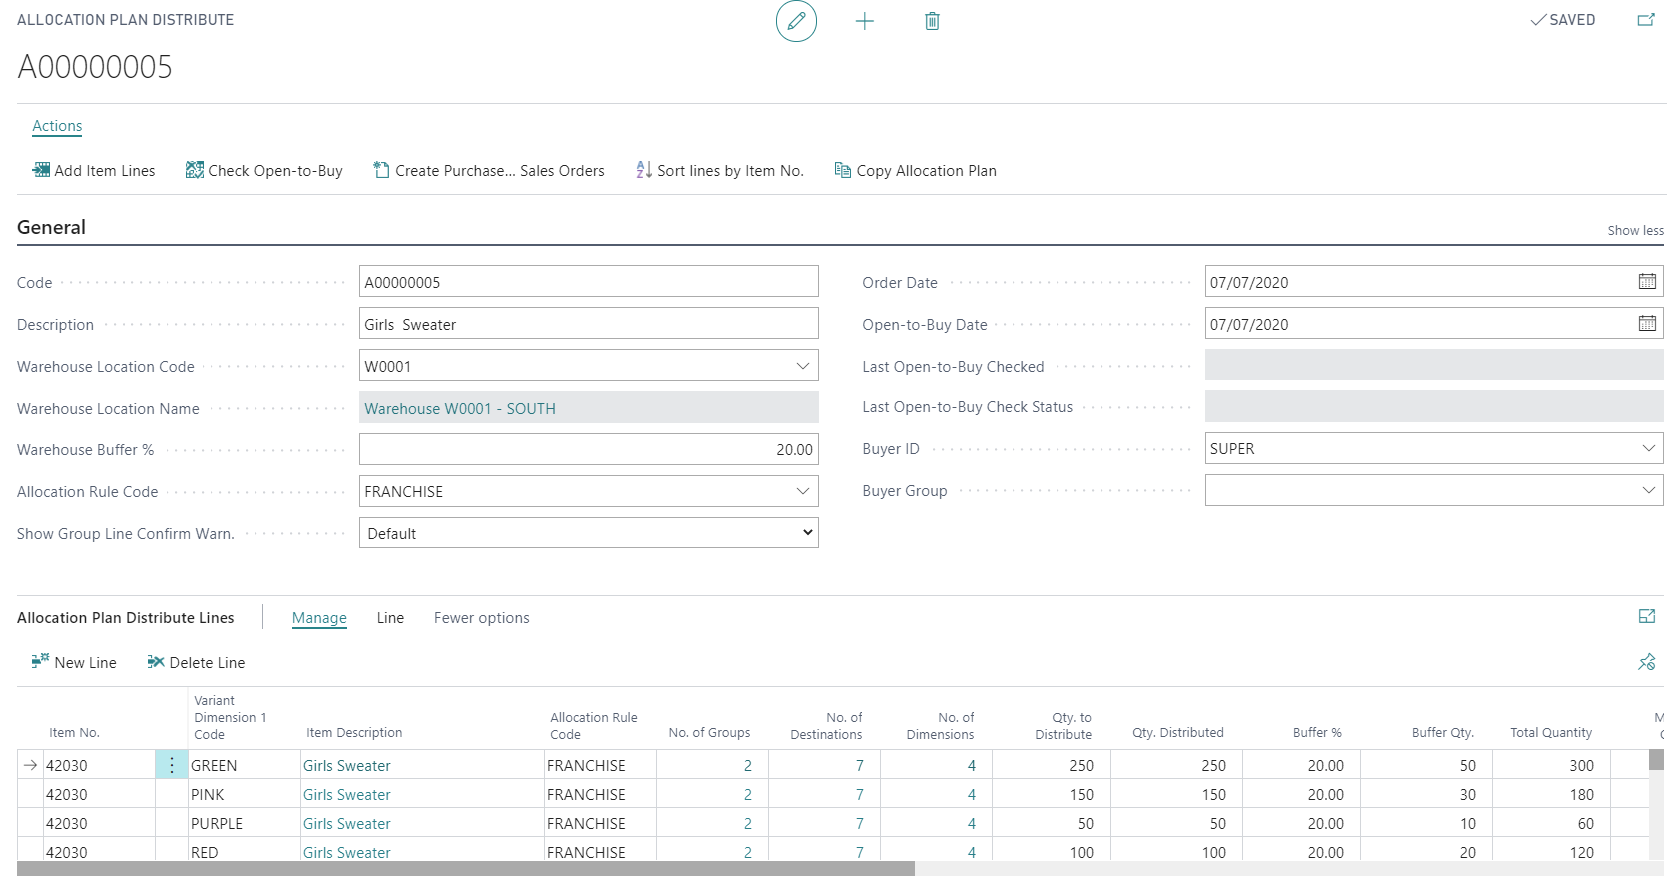 ALLOCATION PLAN DISTRIBUTE
SAVED
A00000005
Actions
Add Item Lines Check Open-to-Buy Create Purchase... Sales Orders Sort lines by Item No. Copy Allocation Plan
General Show less
Code A00000005 Order Date 07/07/2020
Description Girls  Sweater Open-to-Buy Date 07/07/2020
Warehouse Location Code W0001 Last Open-to-Buy Checked
Warehouse Location Name Warehouse W0001 - SOUTH Last Open-to-Buy Check Status
Warehouse Buffer % 20.00 Buyer ID SUPER
Allocation Rule Code FRANCHISE Buyer Group
Show Group Line Confirm Warn. Default
Allocation Plan Distribute Lines Manage Line Fewer options
New Line Delete Line
Item No. Variant Dimension 1 Code Item Description Allocation Rule Code No. of Groups No. of Destinations No. of Dimensions Qty. to Distribute Qty. Distributed Buffer % Buffer Qty. Total Quantity
42030 GREEN Girls Sweater FRANCHISE 2 7 4 250 250 20.00 50 300
42030 PINK Girls Sweater FRANCHISE 2 7 4 150 150 20.00 30 180
42030 PURPLE Girls Sweater FRANCHISE 2 7 4 50 50 20.00 10 60
42030 RED Girls Sweater FRANCHISE 2 7 4 100 100 20.00 20 120